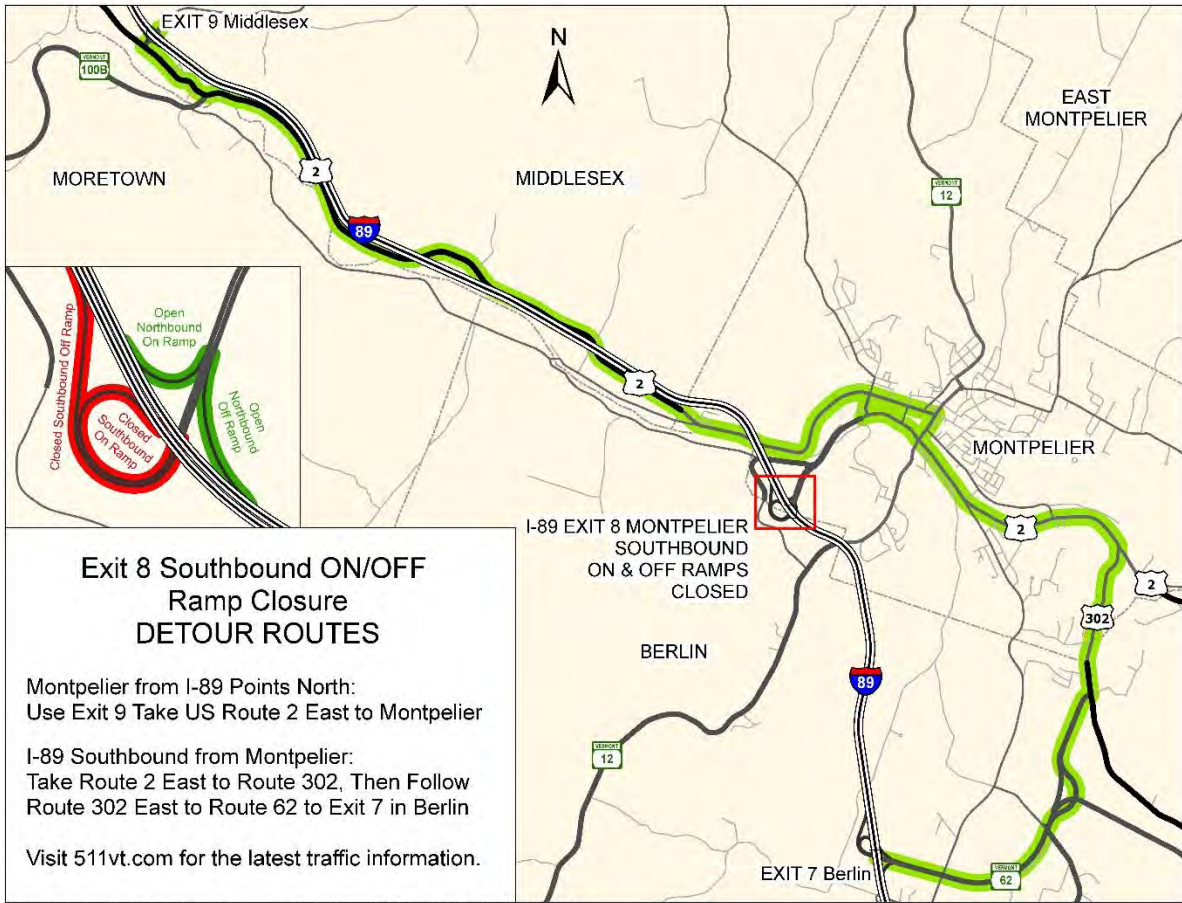 EXIT 9 Middlesex
N
VERMONT
100B
EAST
MONTPELIER
MORETOWN
2
MIDDLESEX
VERMONT
12
89
Closed Southbound Off Ramp
Open
Northbound
On Ramp
Closed
Southbound
On Ramp
Open
Northbound
Off Ramp
2
MONTPELIER
I-89 EXIT 8 MONTPELIER
SOUTHBOUND
ON & OFF RAMPS
CLOSED
2
2
302
BERLIN
89
VERMONT
12
EXIT 7 Berlin
VERMONT
62
Exit 8 Southbound ON/OFF
Ramp Closure
DETOUR ROUTES
Montpelier from I-89 Points North:
Use Exit 9 Take US Route 2 East to Montpelier
I-89 Southbound from Montpelier:
Take Route 2 East to Route 302, Then Follow
Route 302 East to Route 62 to Exit 7 in Berlin
Visit 511vt.com for the latest traffic information.